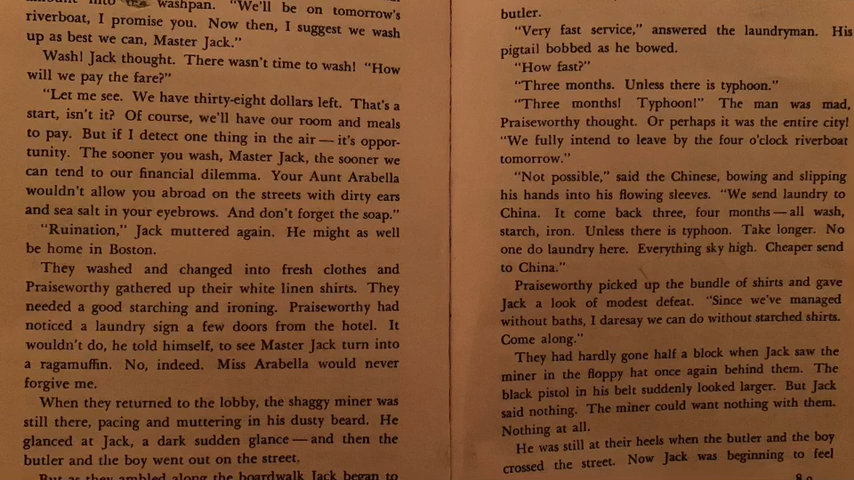 into the washpan. "We'll be on tomorrow's
riverboat, I promise you. Now then, I suggest we wash
up as best we can, Master Jack."
Wash! Jack thought. There wasn't time to wash! "How
will we pay the fare?"
"Let me see. We have thirty-eight dollars left. That's a
start, isn't it? Of course, we'll have our room and meals
to pay. But if I detect one thing in the air—it's oppor-
tunity. The sooner you wash, Master Jack, the sooner we
can tend to our financial dilemma. Your Aunt Arabella
wouldn't allow you abroad on the streets with dirty ears
and sea salt in your eyebrows. And don't forget the soap."
"Ruination," Jack muttered again. He might as well
be home in Boston.
They washed and changed into fresh clothes and
Praiseworthy gathered up their white linen shirts. They
needed a good starching and ironing. Praiseworthy had
noticed a laundry sign a few doors from the hotel. It
wouldn't do, he told himself, to see Master Jack turn into
a ragamuffin. No, indeed. Miss Arabella would never
forgive me.
When they returned to the lobby, the shaggy miner was
still there, pacing and muttering in his dusty beard. He
glanced at Jack, a dark sudden glance—and then the
butler and the boy went out on the street.
But as they ambled along the boardwalk Jack began to
butler.
"Very fast service," answered the laundryman. His
pigtail bobbed as he bowed.
"How fast?"
"Three months. Unless there is typhoon."
"Three months! Typhoon!" The man was mad,
Praiseworthy thought. Or perhaps it was the entire city!
"We fully intend to leave by the four o'clock riverboat
tomorrow."
"Not possible," said the Chinese, bowing and slipping
his hands into his flowing sleeves. "We send laundry to
China. It come back three, four months—all wash,
starch, iron. Unless there is typhoon. Take longer. No
one do laundry here. Everything sky high. Cheaper send
to China."
Praiseworthy picked up the bundle of shirts and gave
Jack a look of modest defeat. "Since we've managed
without baths, I daresay we can do without starched shirts.
Come along."
They had hardly gone half a block when Jack saw the
miner in the floppy hat once again behind them. The
black pistol in his belt suddenly looked larger. But Jack
said nothing. The miner could want nothing with them.
Nothing at all.
He was still at their heels when the butler and the boy
crossed the street. Now Jack was beginning to feel